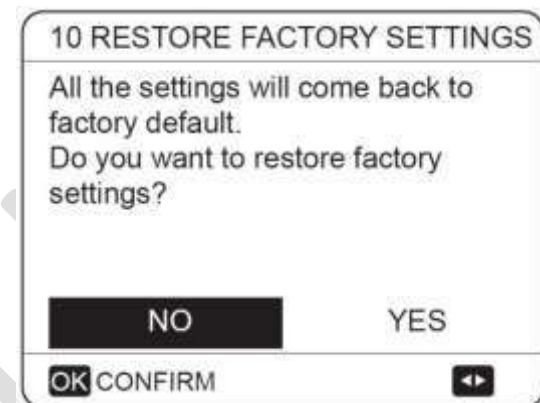 10 RESTORE FACTORY SETTINGS
All the settings will come back to
factory default.
Do you want to restore factory
settings?
NO YES
OK CONFIRM